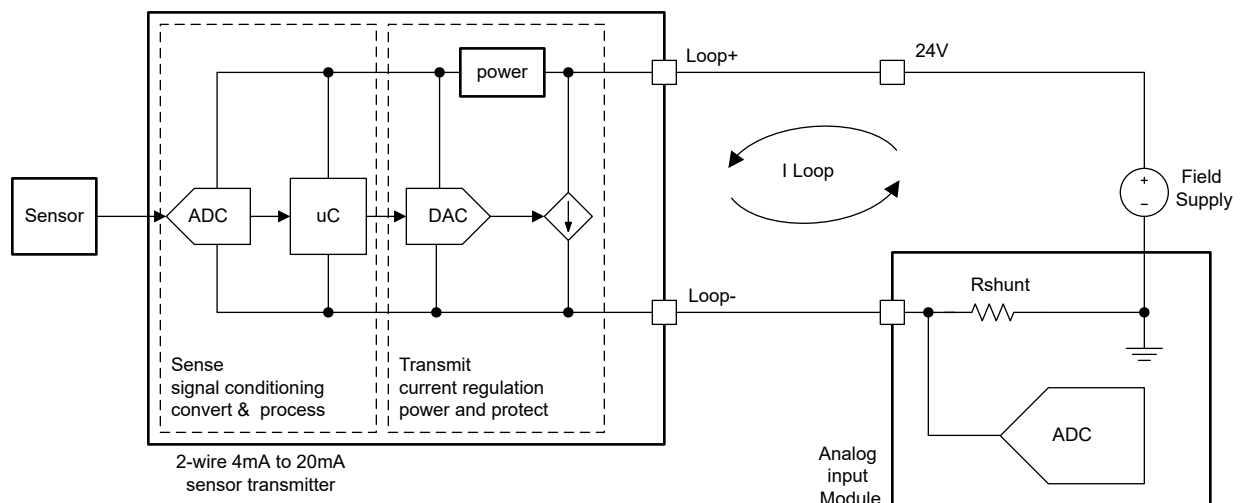 Loop+
24V
power
I Loop
+
−
Field
Supply
Sensor
ADC
uC
DAC
Rshunt
Loop-
Sense
signal conditioning
convert & process
Transmit
current regulation
power and protect
ADC
2-wire 4mA to 20mA
sensor transmitter
Analog
input
Module